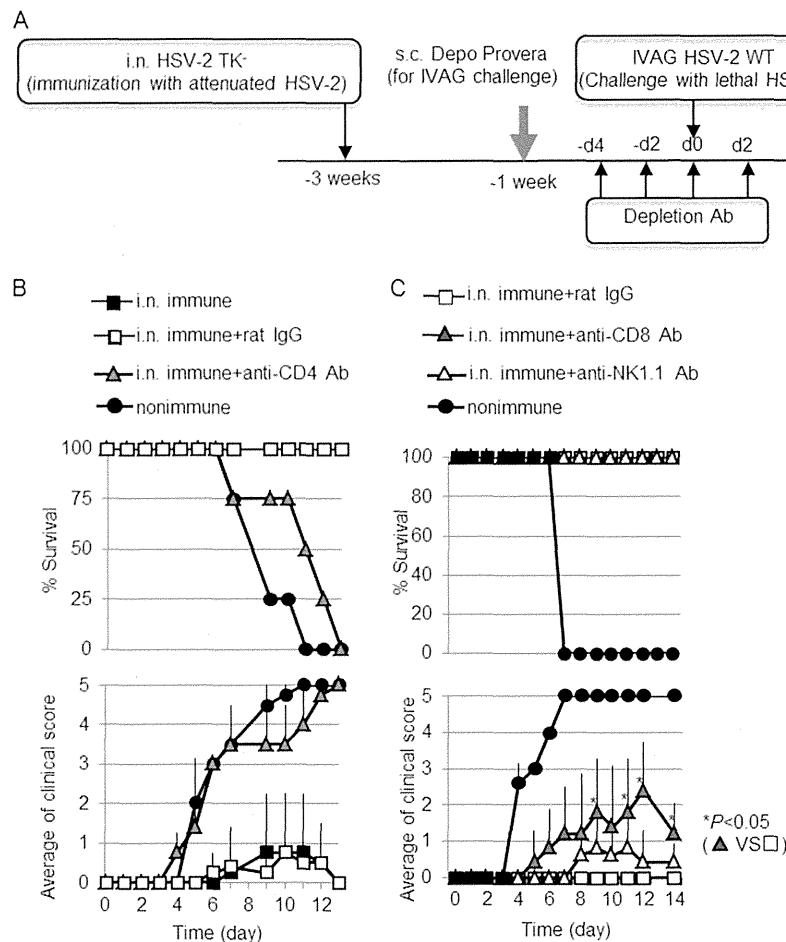 A
i.n. HSV-2 TK-
(immunization with attenuated HSV-2)
s.c. Depo Provera
(for IVAG challenge)
IVAG HSV-2 WT
(Challenge with lethal HS
-3 weeks
-1 week
-d4
-d2
d0
d2
Depletion Ab
B
i.n. immune
i.n. immune+rat IgG
i.n. immune+anti-CD4 Ab
nonimmune
C
i.n. immune+rat IgG
i.n. immune+anti-CD8 Ab
i.n. immune+anti-NK1.1 Ab
nonimmune
% Survival
100
75
50
25
0
% Survival
100
80
60
40
20
0
Average of clinical score
5
4
3
2
1
0
0 2 4 6 8 10 12
Time (day)
Average of clinical score
5
4
3
2
1
0
0 2 4 6 8 10 12 14
Time (day)
* * * *
*P<0.05
(▲ VS□)